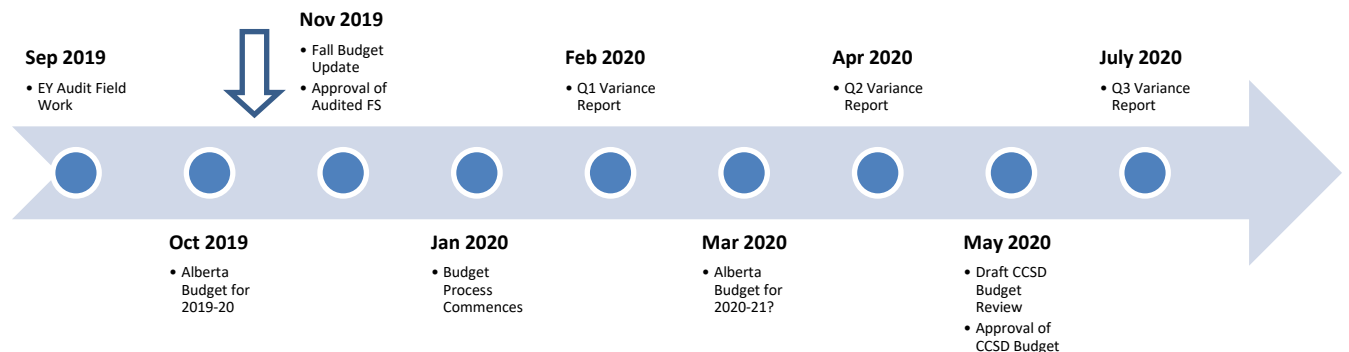 Sep 2019
• EY Audit Field
Work
Oct 2019
• Alberta
Budget for
2019-20
Nov 2019
• Fall Budget
Update
• Approval of
Audited FS
Jan 2020
• Budget
Process
Commences
Feb 2020
• Q1 Variance
Report
Mar 2020
• Alberta
Budget for
2020-21?
Apr 2020
• Q2 Variance
Report
May 2020
• Draft CCSD
Budget
Review
• Approval of
CCSD Budget
July 2020
• Q3 Variance
Report